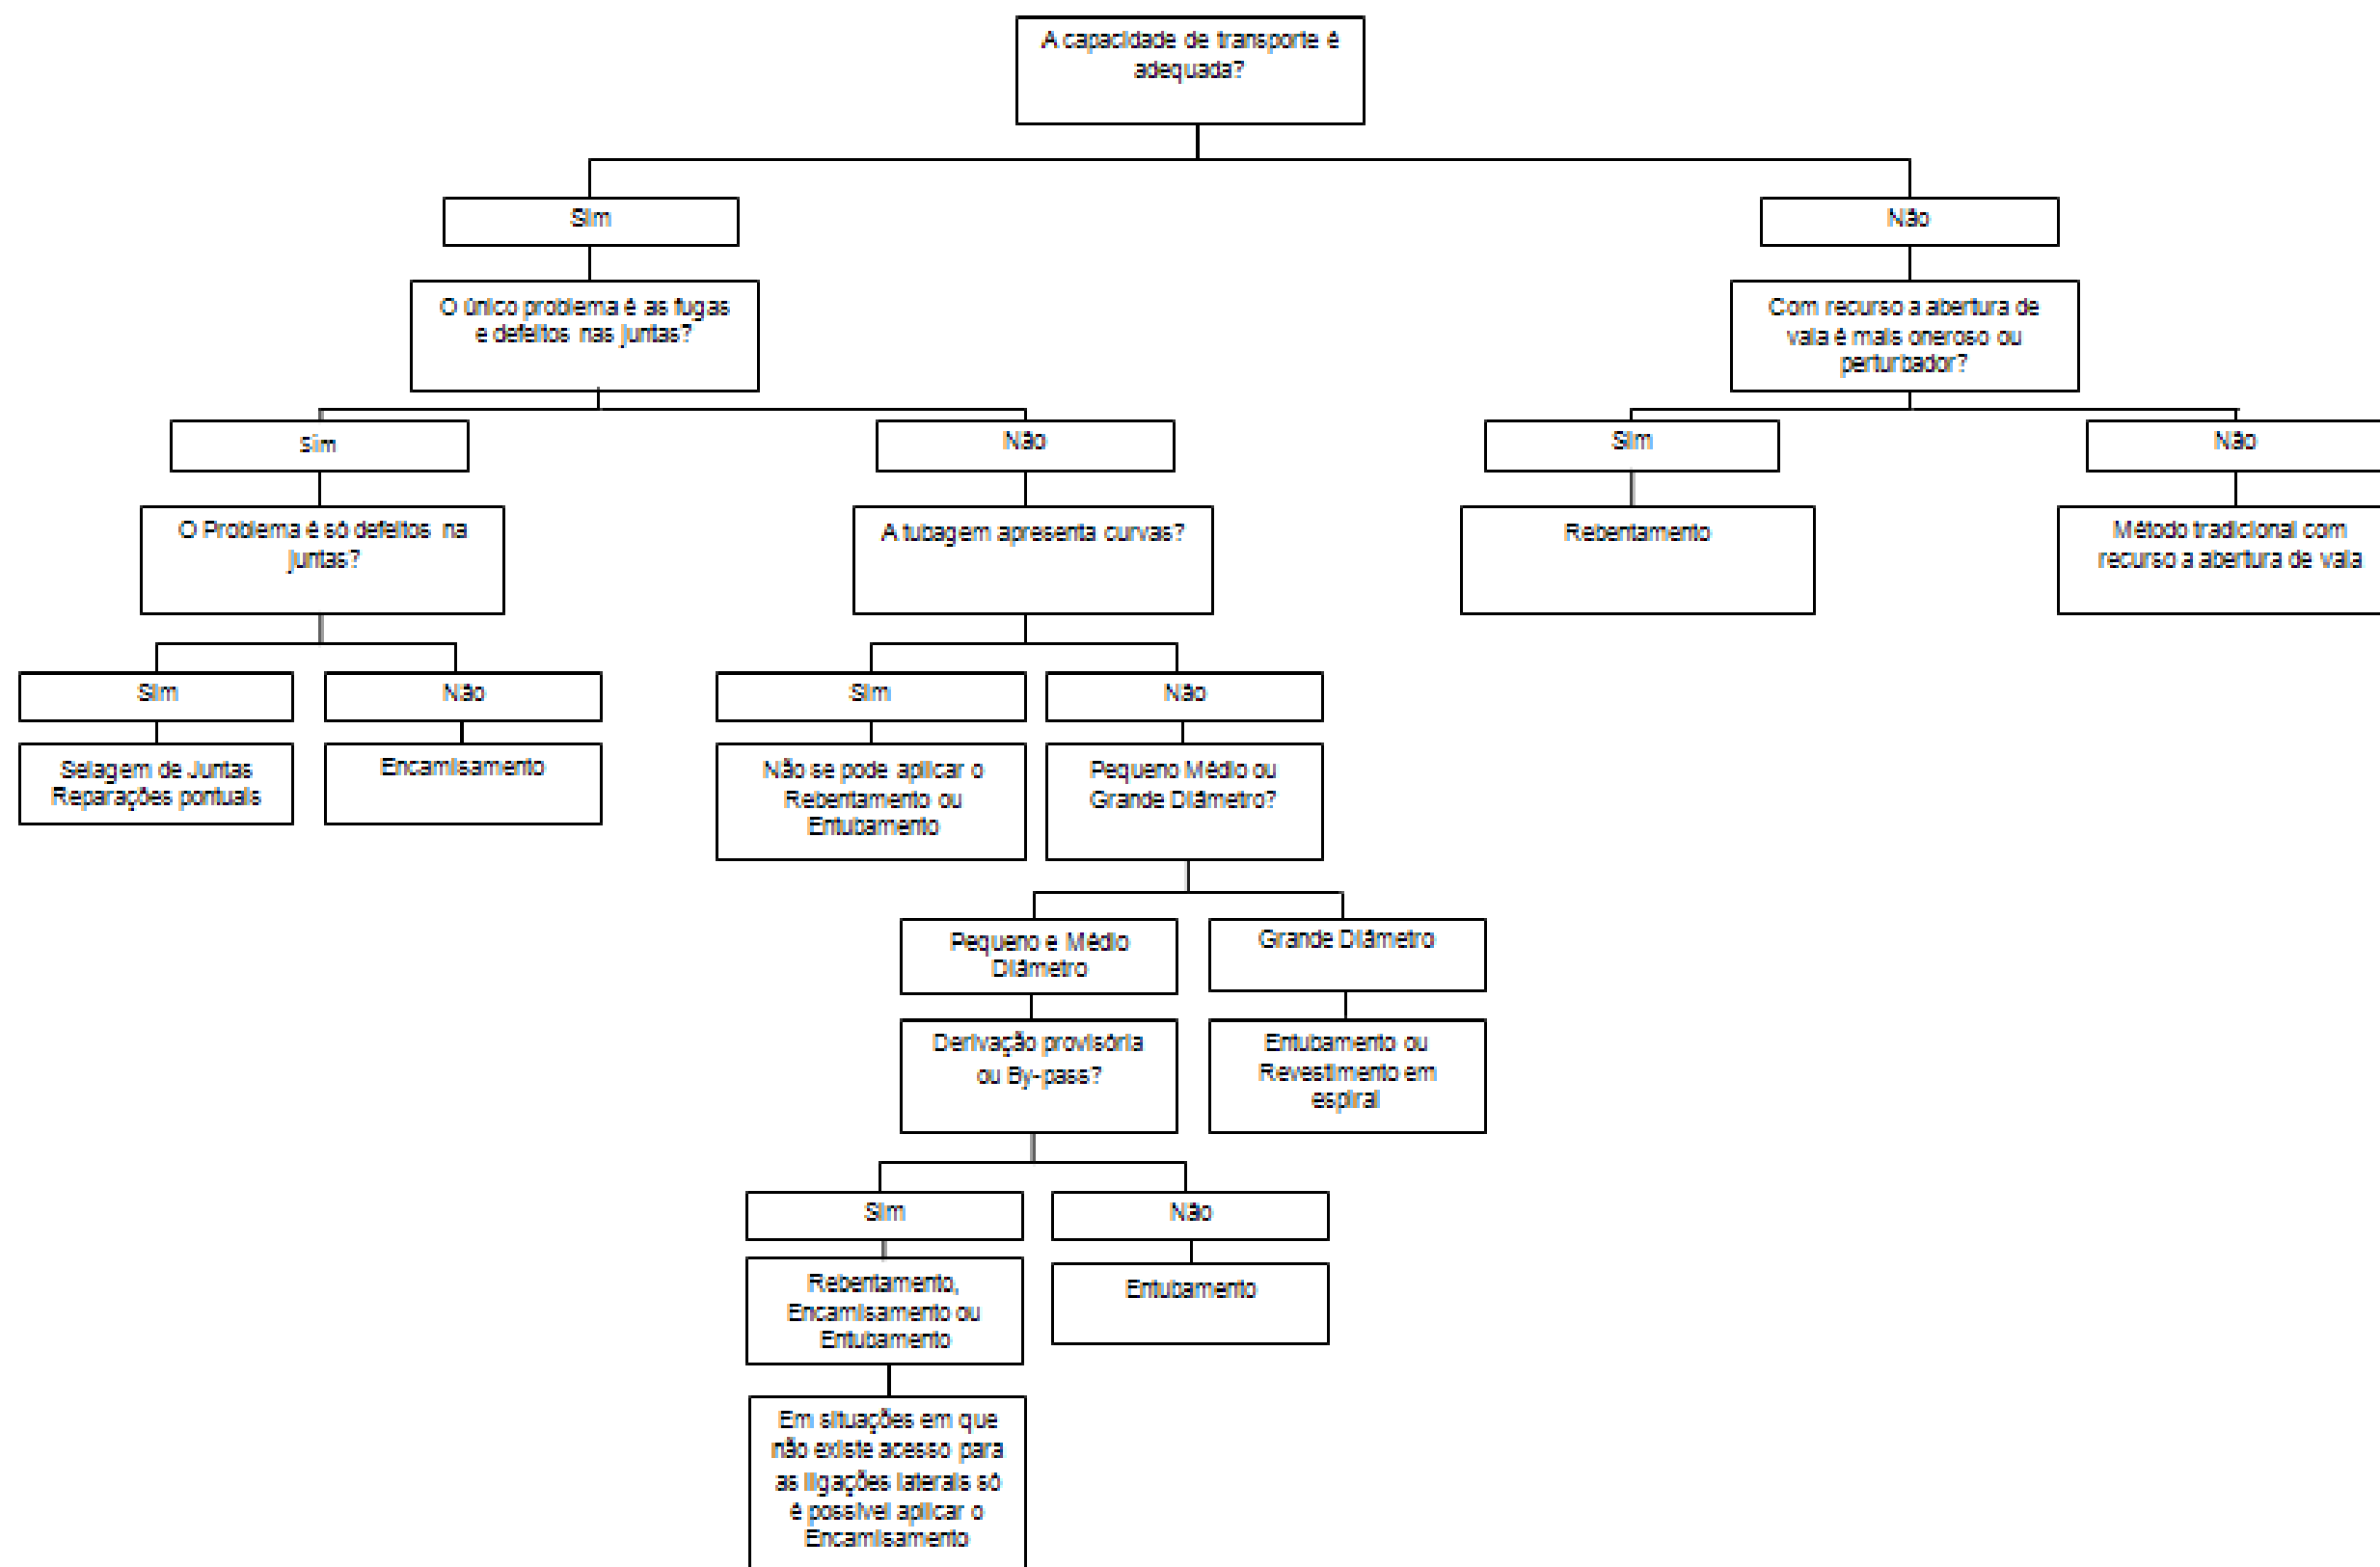 A capacidade de transporte é
adequada?
Sim
Não
O único problema é as fugas
e defeitos nas juntas?
Com recurso a abertura de
vala é mais oneroso ou
perturbador?
Sim
Não
Sim
Não
O Problema é só defeitos na
juntas?
A tubagem apresenta curvas?
Rebentamento
Método tradicional com
recurso a abertura de vala
Sim
Não
Sim
Não
Selagem de Juntas
Reparações pontuais
Encamisamento
Não se pode aplicar o
Rebentamento ou
Entubamento
Pequeno Médio ou
Grande Diâmetro?
Pequeno e Médio
Diâmetro
Grande Diâmetro
Derivação provisória
ou By-pass?
Entubamento ou
Revestimento em
espiral
Sim
Não
Rebentamento,
Encamisamento ou
Entubamento
Entubamento
Em situações em que
não existe acesso para
as ligações laterais só
é possível aplicar o
Encamisamento